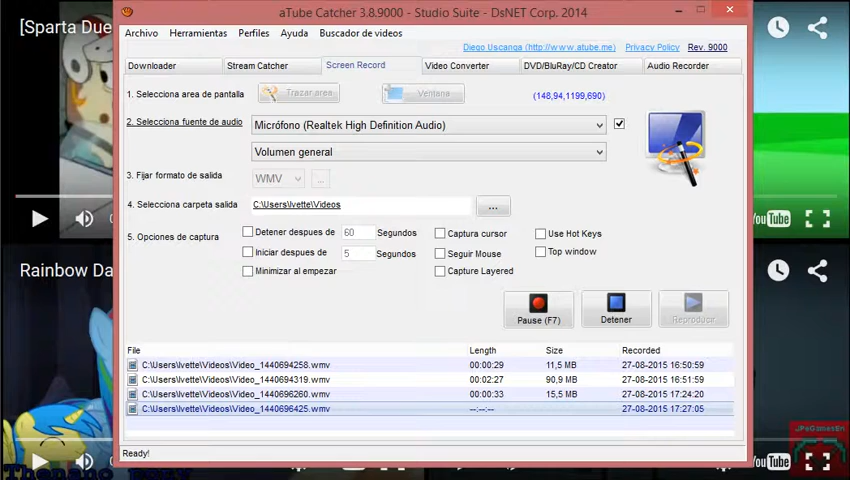 aTube Catcher 3.8.9000 - Studio Suite - DsNET Corp. 2014
[Sparta Due
Archivo Herramientas Perfiles Ayuda Buscador de videos
Diego Uscanga (http://www.atube.me) Privacy Policy Rev. 9000
Downloader Stream Catcher Screen Record Video Converter DVD/BluRay/CD Creator Audio Recorder
1. Selecciona area de pantalla Trazar area Ventana (148,94,1199,690)
2. Selecciona fuente de audio Micrófono (Realtek High Definition Audio)
Volumen general
3. Fijar formato de salida WMV ...
4. Selecciona carpeta salida C:\Users\Ivette\Videos ...
YouTube
5. Opciones de captura Detener despues de 60 Segundos Captura cursor Use Hot Keys
Iniciar despues de 5 Segundos Seguir Mouse Top window
Minimizar al empezar Capture Layered
Rainbow Da
Pause (F7) Detener Reproducir
File Length Size Recorded
C:\Users\Ivette\Videos\Video_1440694258.wmv 00:00:29 11,5 MB 27-08-2015 16:50:59
C:\Users\Ivette\Videos\Video_1440694319.wmv 00:02:27 90,9 MB 27-08-2015 16:51:59
C:\Users\Ivette\Videos\Video_1440696260.wmv 00:00:33 15,5 MB 27-08-2015 17:24:20
C:\Users\Ivette\Videos\Video_1440696425.wmv --:--:-- 27-08-2015 17:27:05
JPeGamesEn
Ready!
YouTube